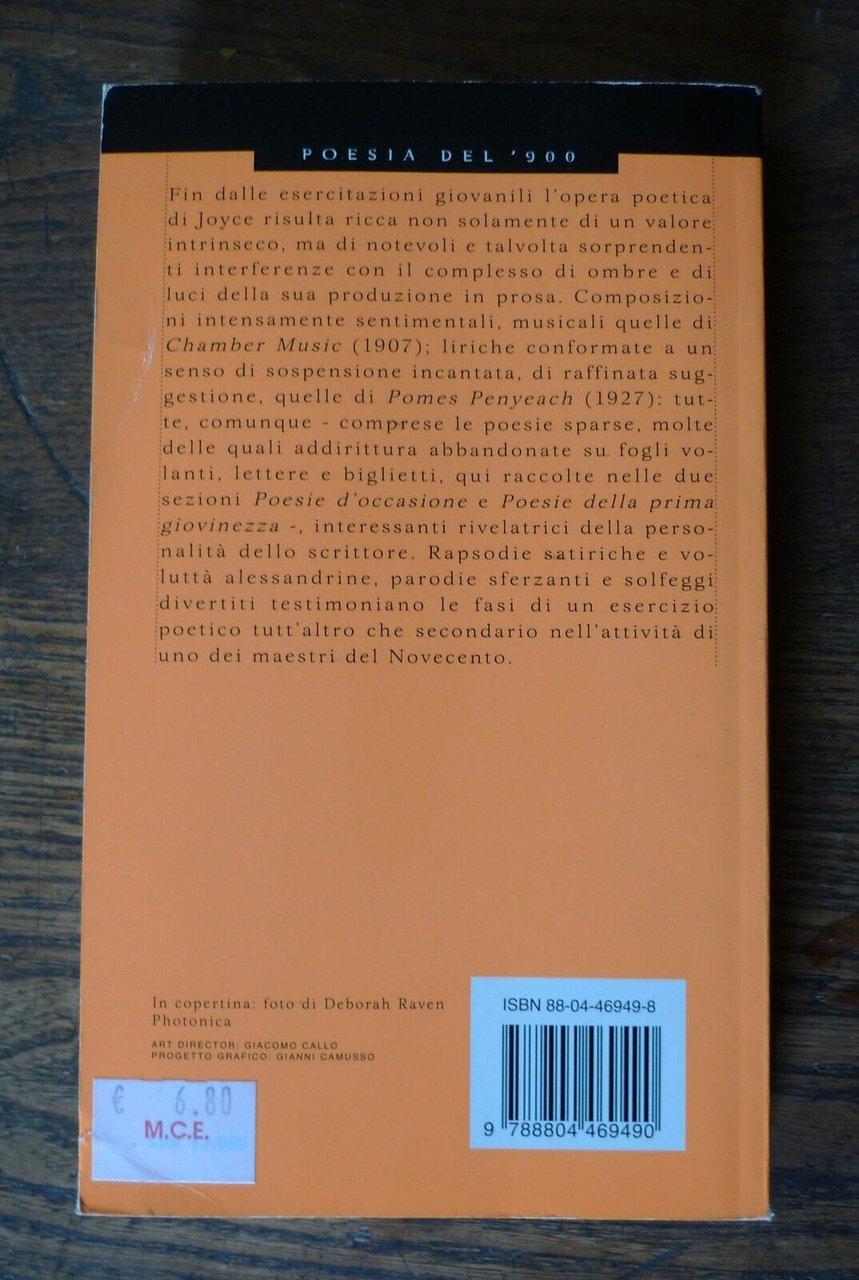 POESIA DEL '900
Fin dalle esercitazioni giovanili l'opera poetica
di Joyce risulta ricca non solamente di un valore
intrinseco, ma di notevoli e talvolta sorprenden-
ti interferenze con il complesso di ombre e di
luci della sua produzione in prosa. Composizio-
ni intensamente sentimentali, musicali quelle di
Chamber Music (1907); liriche conformate a un
senso di sospensione incantata, di raffinata sug-
gestione, quelle di Pomes Penyeach (1927): tut-
te, comunque - comprese le poesie sparse, molte
delle quali addirittura abbandonate su fogli vo-
lanti, lettere e biglietti, qui raccolte nelle due
sezioni Poesie d'occasione e Poesie della prima
giovinezza -, interessanti rivelatrici della perso-
nalità dello scrittore. Rapsodie satiriche e vo-
luttà alessandrine, parodie sferzanti e solfeggi
divertiti testimoniano le fasi di un esercizio
poetico tutt'altro che secondario nell'attività di
uno dei maestri del Novecento.
In copertina: foto di Deborah Raven
Photonica
ART DIRECTOR: GIACOMO CALLO
PROGETTO GRAFICO: GIANNI CAMUSSO
ISBN 88-04-46949-8
9 788804 469490
€ 6.80
M.C.E.